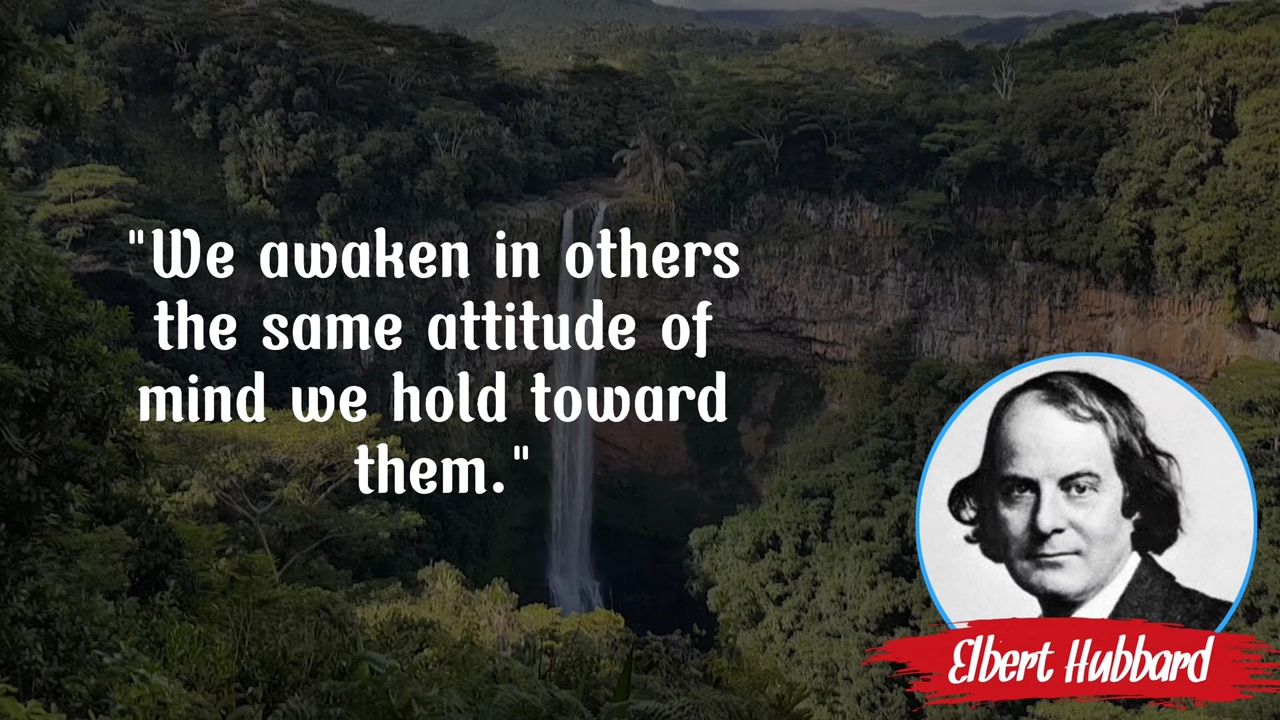 "We awaken in others
the same attitude of
mind we hold toward
them."
Elbert Hubbard